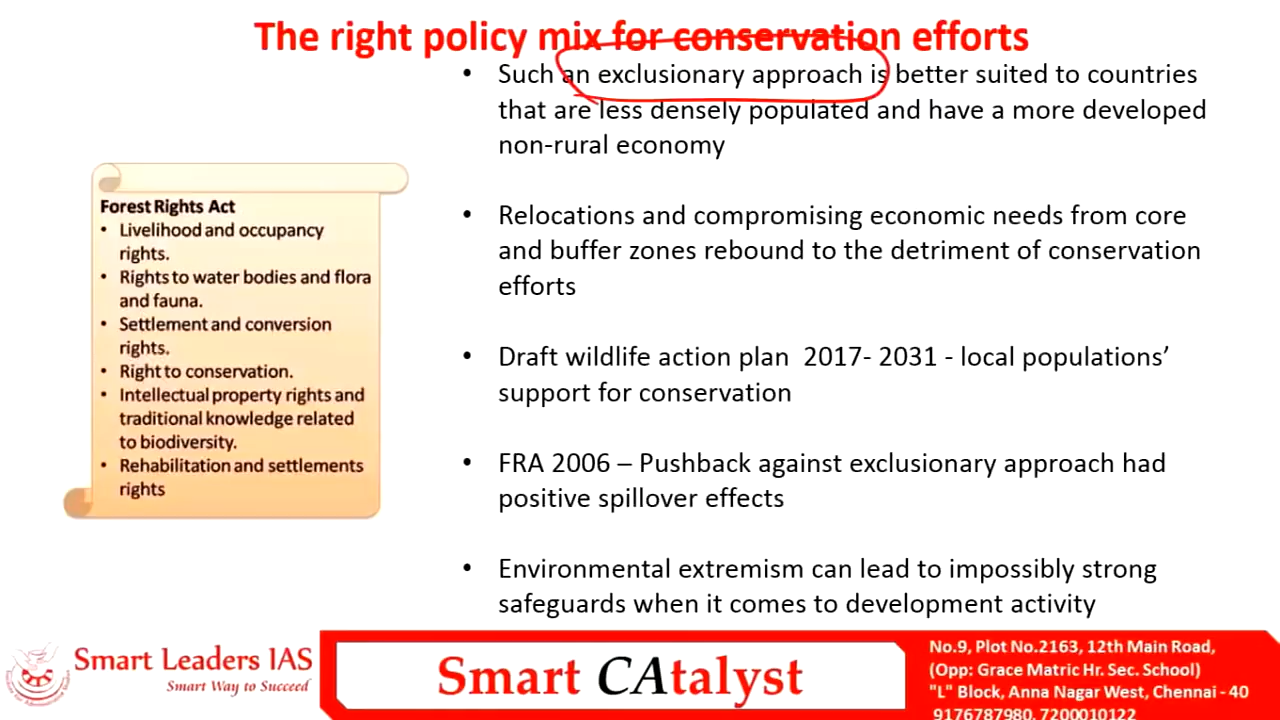 The right policy mix for conservation efforts
• Such an exclusionary approach is better suited to countries
that are less densely populated and have a more developed
non-rural economy
• Relocations and compromising economic needs from core
and buffer zones rebound to the detriment of conservation
efforts
• Draft wildlife action plan 2017- 2031 - local populations’
support for conservation
• FRA 2006 – Pushback against exclusionary approach had
positive spillover effects
• Environmental extremism can lead to impossibly strong
safeguards when it comes to development activity
Forest Rights Act
• Livelihood and occupancy
rights.
• Rights to water bodies and flora
and fauna.
• Settlement and conversion
rights.
• Right to conservation.
• Intellectual property rights and
traditional knowledge related
to biodiversity.
• Rehabilitation and settlements
rights
Smart Leaders IAS
Smart Way to Succeed
Smart CAtalyst
No.9, Plot No.2163, 12th Main Road,
(Opp: Grace Matric Hr. Sec. School)
"L" Block, Anna Nagar West, Chennai - 40
9176787980, 7200010122